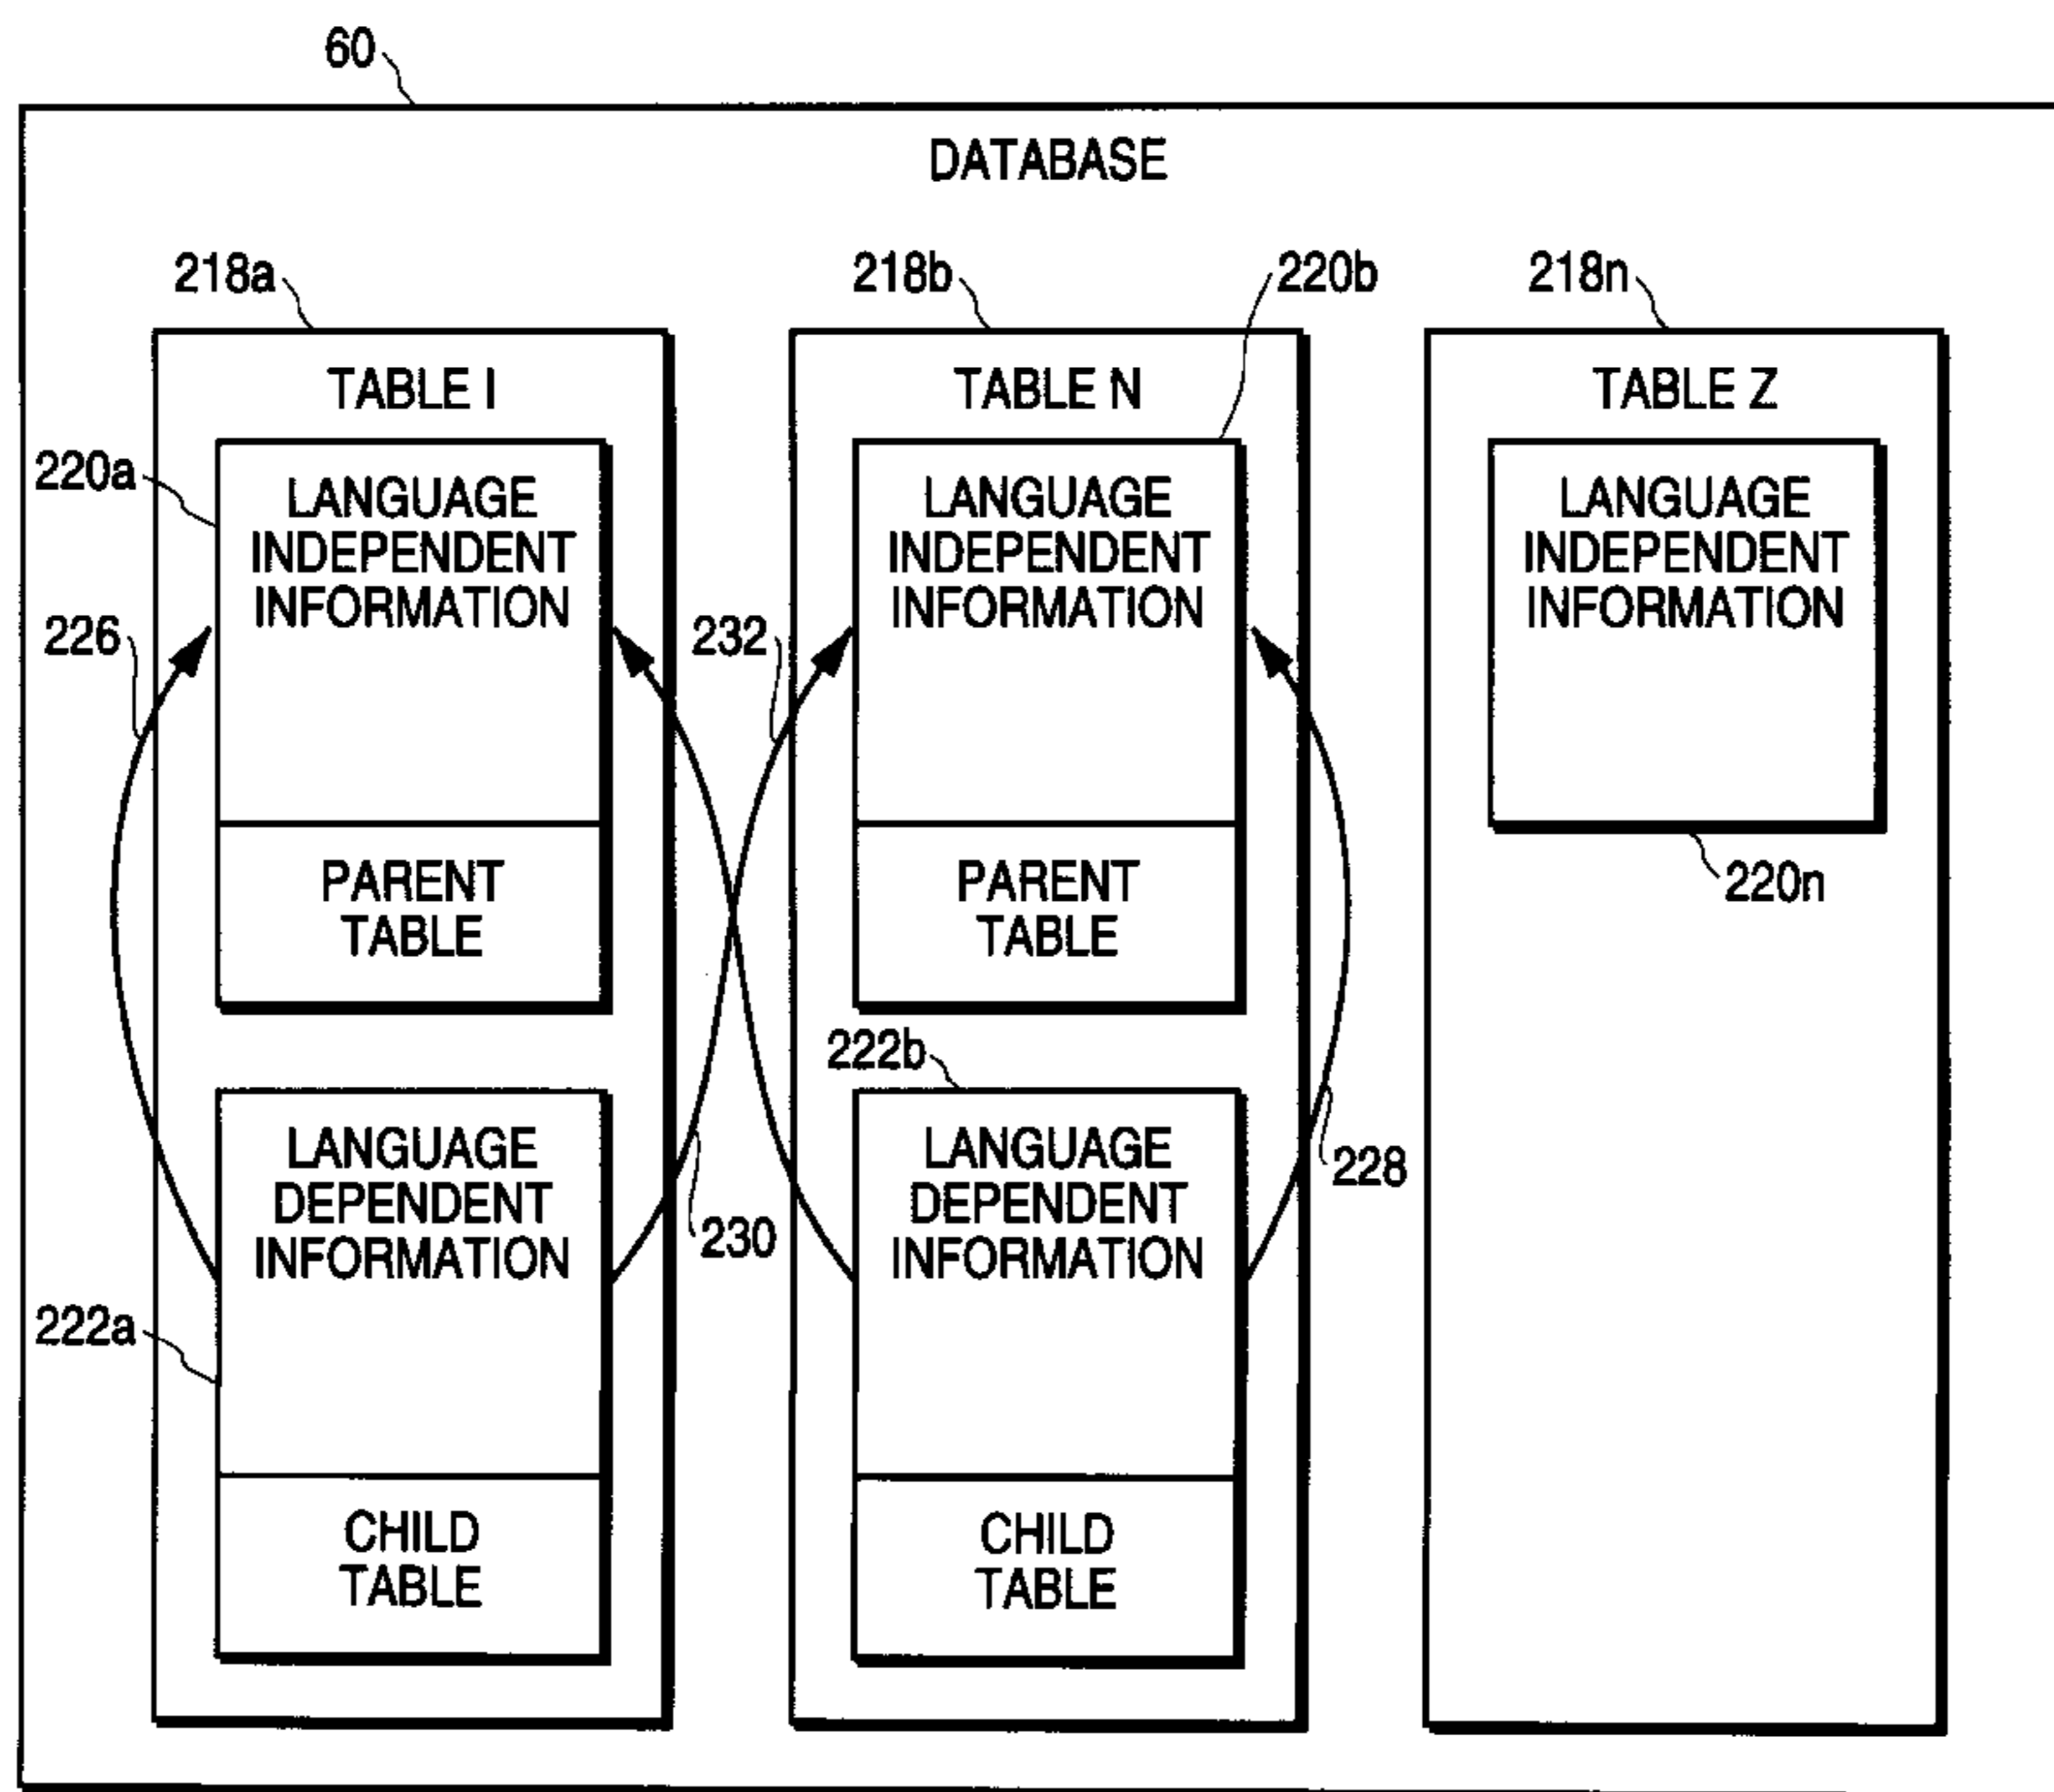 60
DATABASE
218a
218b
220b
218n
TABLE I
TABLE N
TABLE Z
220a
LANGUAGE
INDEPENDENT
INFORMATION
LANGUAGE
INDEPENDENT
INFORMATION
LANGUAGE
INDEPENDENT
INFORMATION
226
232
PARENT
TABLE
PARENT
TABLE
220n
222b
LANGUAGE
DEPENDENT
INFORMATION
LANGUAGE
DEPENDENT
INFORMATION
228
230
222a
CHILD
TABLE
CHILD
TABLE